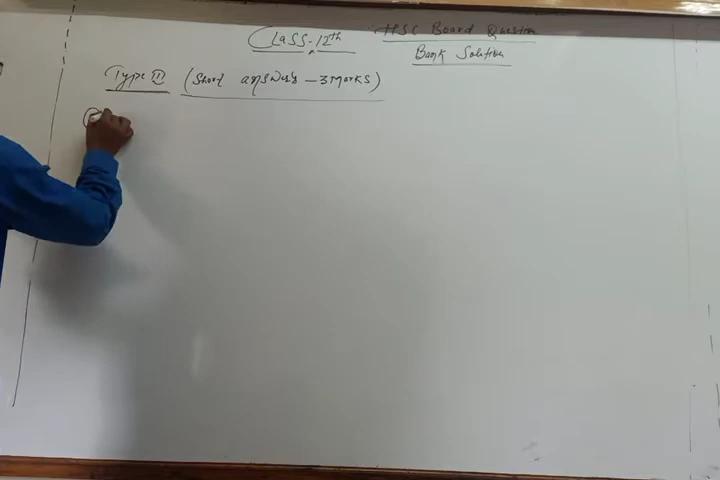 Class-12th
HSC Board Question
Bank Solution
Type II (Short answers - 3 Marks)